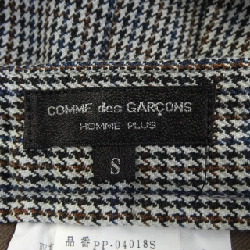 COMME des GARÇONS
HOMME PLUS
S
品番 PP-04018S